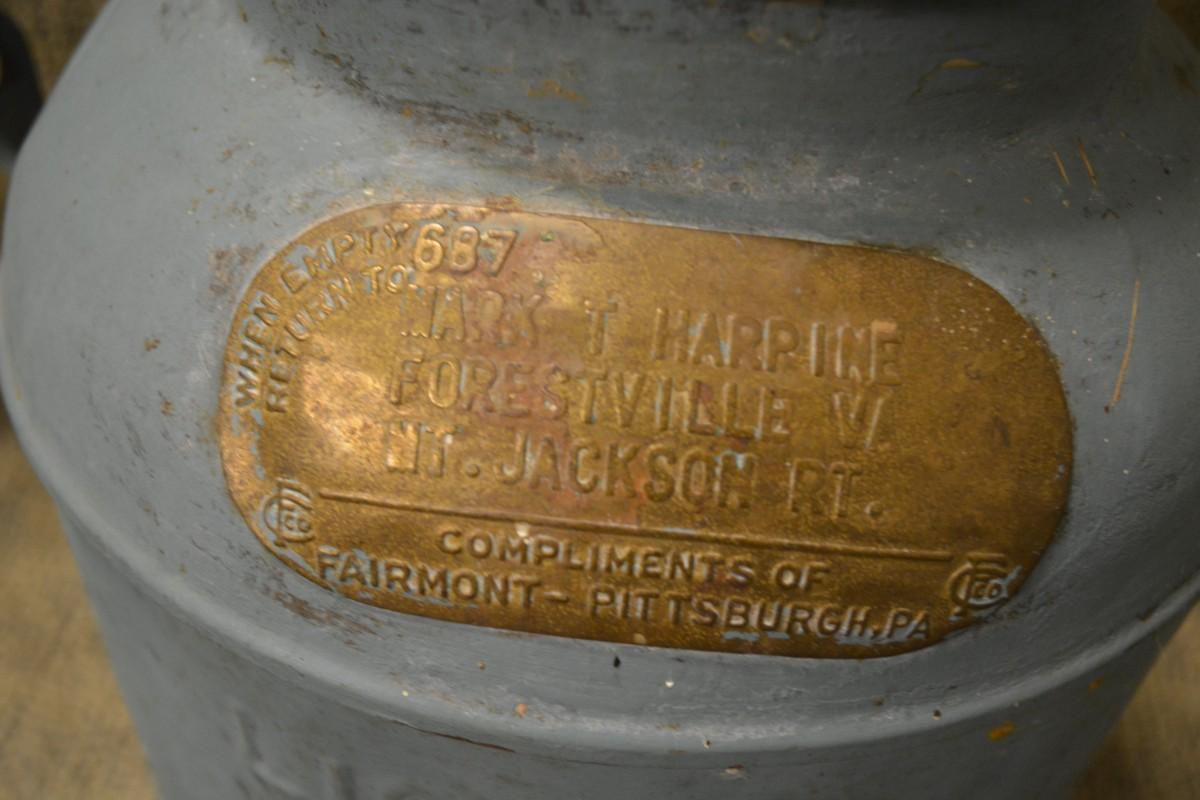 WHEN EMPTY
RETURN TO
687
MARK T HARPINE
FORESTVILLE V
MT. JACKSON RT.
COMPLIMENTS OF
FAIRMONT- PITTSBURGH, PA